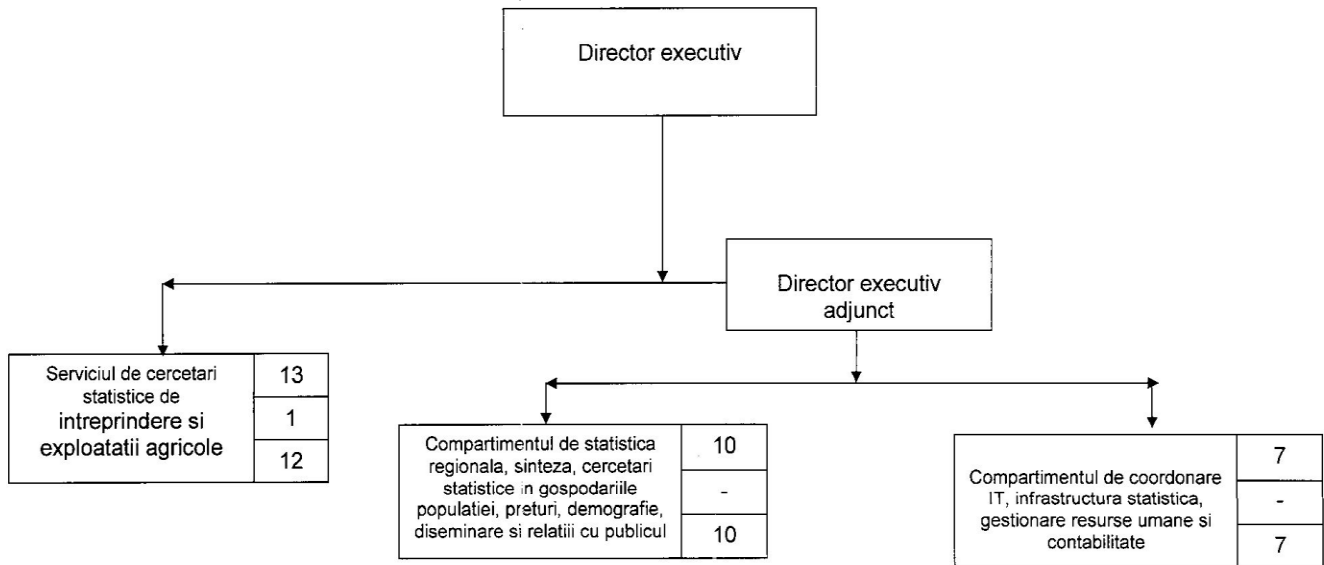 Director executiv
Director executiv
adjunct
Serviciul de cercetari
statistice de
intreprindere si
exploatatii agricole
13
1
12
Compartimentul de statistica
regionala, sinteza, cercetari
statistice in gospodariile
populatiei, preturi, demografie,
diseminare si relatiii cu publicul
10
-
10
Compartimentul de coordonare
IT, infrastructura statistica,
gestionare resurse umane si
contabilitate
7
-
7